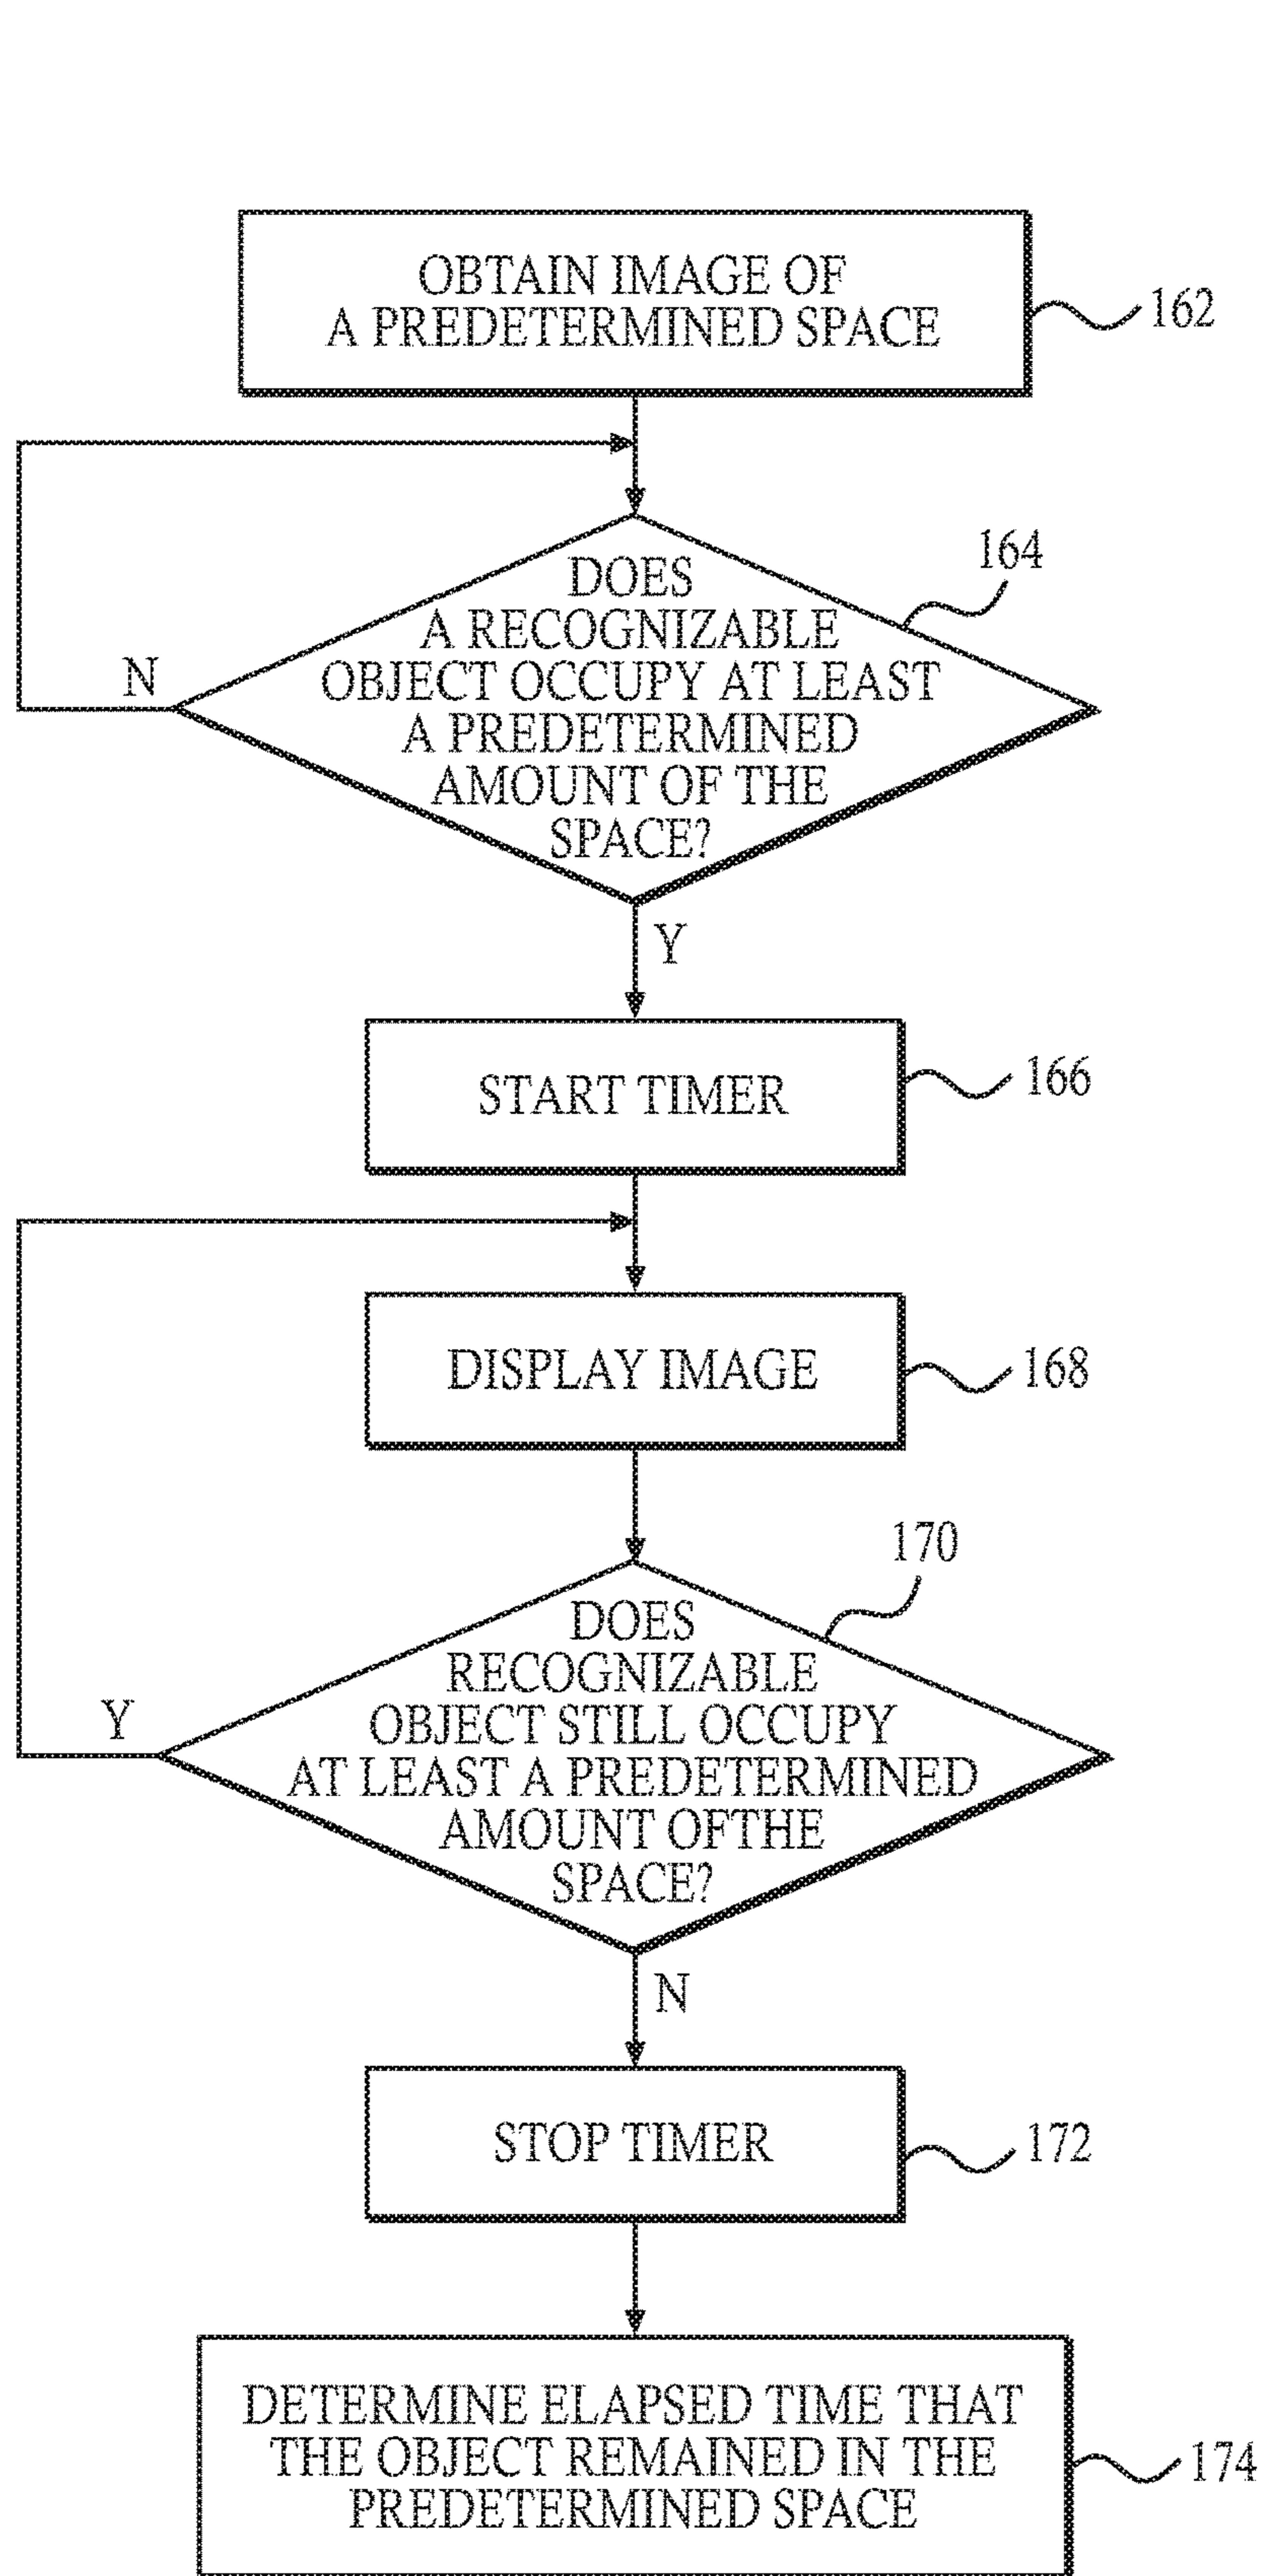 OBTAIN IMAGE OF
A PREDETERMINED SPACE
162
164
DOES
A RECOGNIZABLE
OBJECT OCCUPY AT LEAST
A PREDETERMINED
AMOUNT OF THE
SPACE?
N
Y
START TIMER
166
DISPLAY IMAGE
168
170
DOES
RECOGNIZABLE
OBJECT STILL OCCUPY
AT LEAST A PREDETERMINED
AMOUNT OFTHE
SPACE?
Y
N
STOP TIMER
172
DETERMINE ELAPSED TIME THAT
THE OBJECT REMAINED IN THE
PREDETERMINED SPACE
174